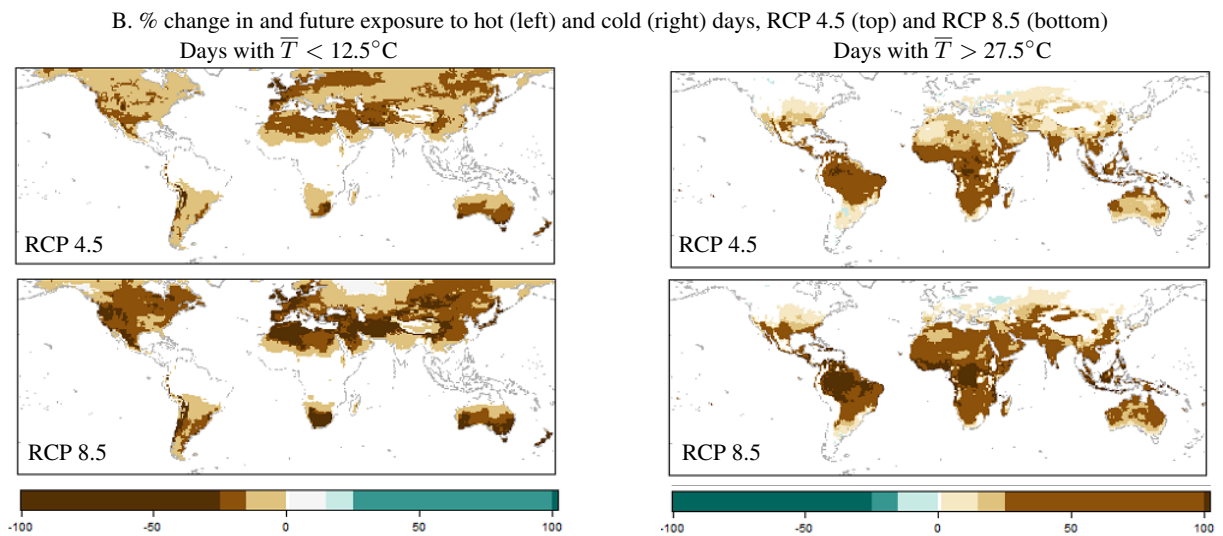 B. % change in and future exposure to hot (left) and cold (right) days, RCP 4.5 (top) and RCP 8.5 (bottom)
Days with T̅ < 12.5°C
Days with T̅ > 27.5°C
RCP 4.5
RCP 4.5
RCP 8.5
RCP 8.5
-100 -50 0 50 100
-100 -50 0 50 100